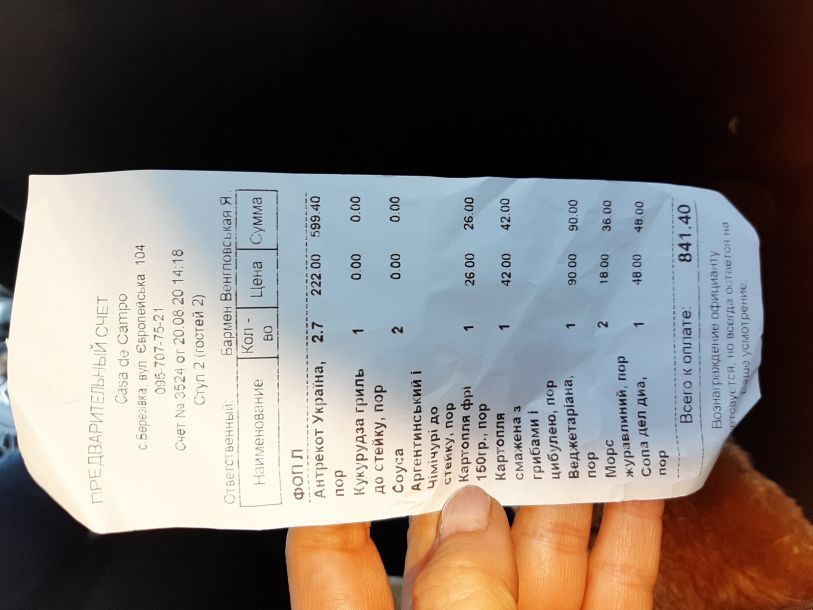 ПРЕДВАРИТЕЛЬНЫЙ СЧЕТ
Casa de Campo
с.Березівка, вул. Європейська 104
095-707-75-21
Счет № 3524 от 20.08.20 14:18
Стул 2 (гостей 2)
Ответственный: Бармен Венгловськая Я.
Наименование Кол-во Цена Сумма
ФОП Л
Антрекот Україна, пор 2.7 222.00 599.40
Кукурудза гриль до стейку, пор 1 0.00 0.00
Соуса 2 0.00 0.00
Аргентинський і
Чімічурі до
стейку, пор
Картопля фрі 1 26.00 26.00
150гр., пор
Картопля 1 42.00 42.00
смажена з
грибами і
цибулею, пор
Веджетаріана, 1 90.00 90.00
пор
Морс 2 18.00 36.00
журавлиний, пор
Сопа дел диа, 1 48.00 48.00
пор
Всего к оплате: 841.40
Вознаграждение официанту
но всегда остается на
усмотрение.